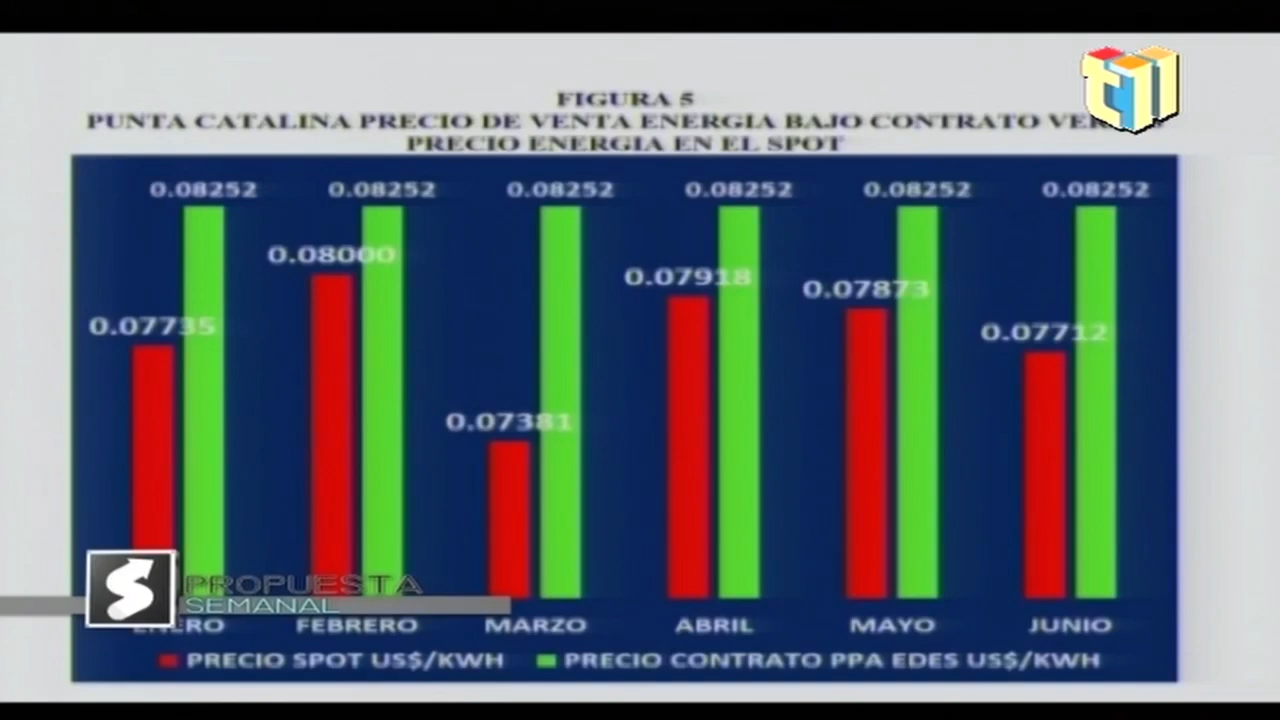 FIGURA 5
PUNTA CATALINA PRECIO DE VENTA ENERGIA BAJO CONTRATO
PRECIO ENERGIA EN EL SPOT
0.08252 0.08252 0.08252 0.08252 0.08252 0.08252
0.07735 0.08000 0.07381 0.07918 0.07873 0.07712
PROPUESTA
SEMANAL
ENERO FEBRERO MARZO ABRIL MAYO JUNIO
PRECIO SPOT US$/KWH PRECIO CONTRATO PPA EDES US$/KWH
t11